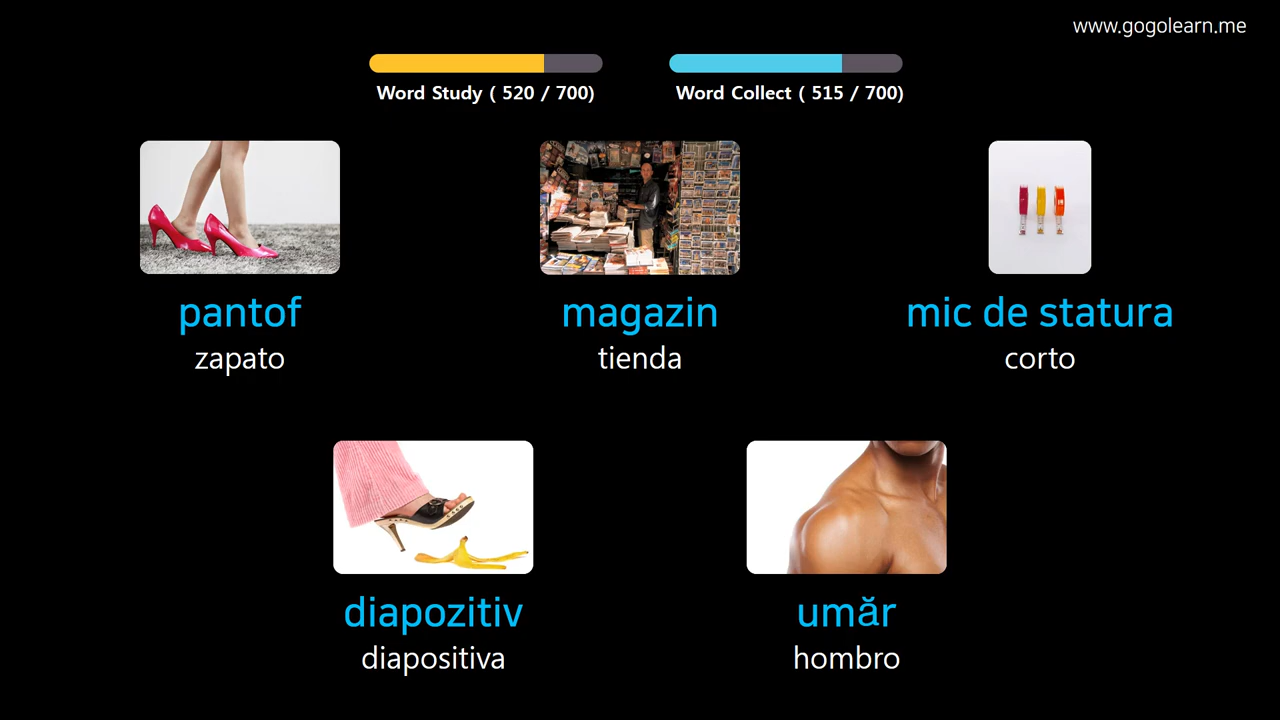 www.gogolearn.me
Word Study ( 520 / 700)
Word Collect ( 515 / 700)
pantof
zapato
magazin
tienda
mic de statura
corto
diapozitiv
diapositiva
umăr
hombro